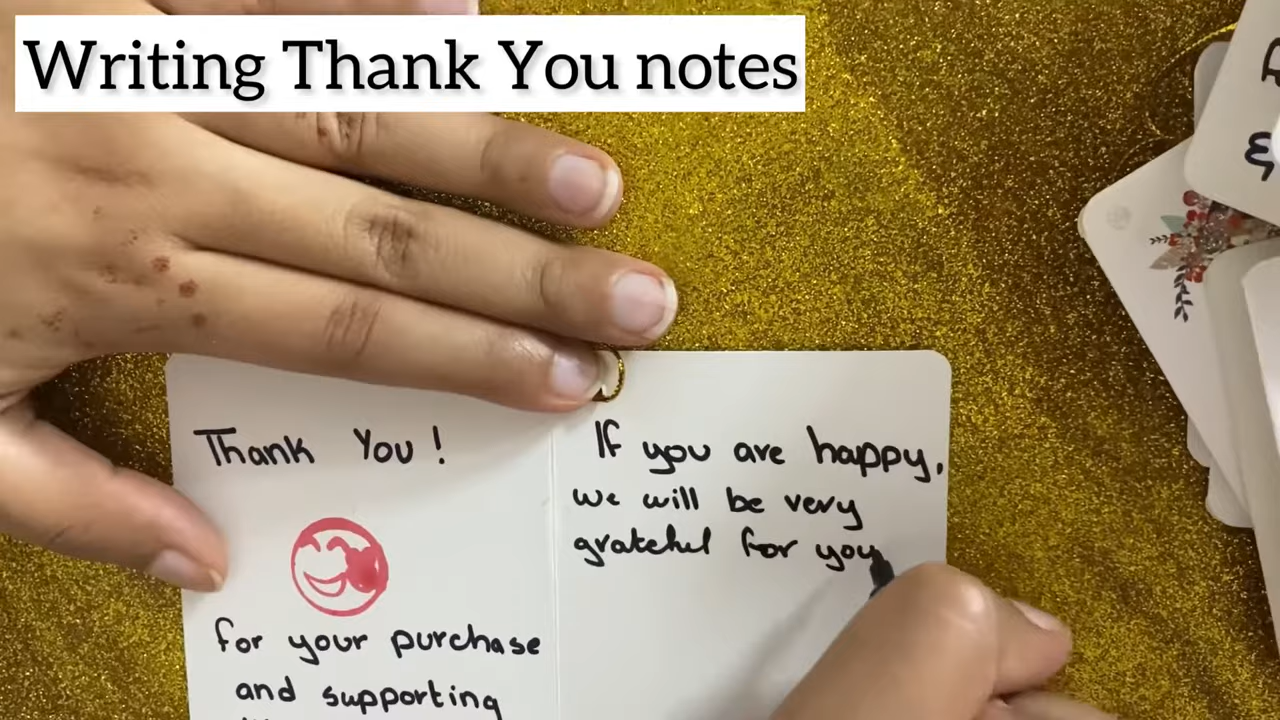 Writing Thank You notes
Thank You!
for your purchase
and supporting
If you are happy,
we will be very
grateful for you